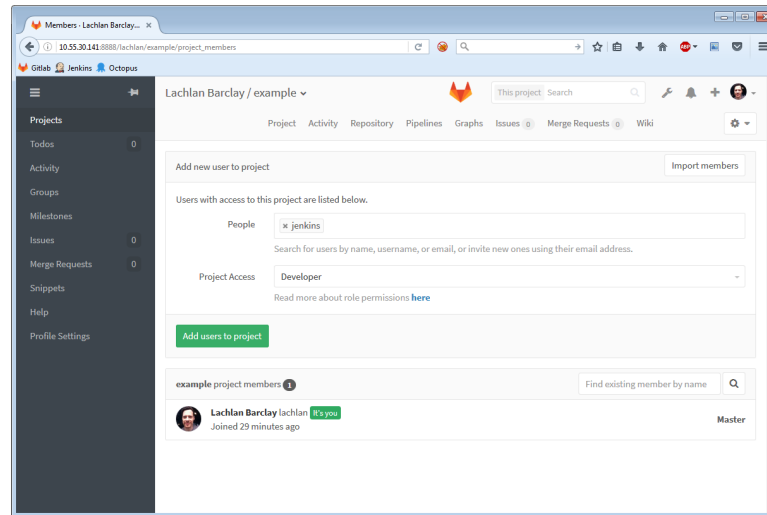 Members · Lachlan Barclay... ×
10.55.30.141:8888/lachlan/example/project_members
ABP
Gitlab Jenkins Octopus
Lachlan Barclay / example
This project Search
Projects
Project Activity Repository Pipelines Graphs Issues 0 Merge Requests 0 Wiki
Todos 0
Activity
Groups
Milestones
Issues 0
Merge Requests 0
Snippets
Help
Profile Settings
Add new user to project
Import members
Users with access to this project are listed below.
People
× jenkins
Search for users by name, username, or email, or invite new ones using their email address.
Project Access
Developer
Read more about role permissions here
Add users to project
example project members 1
Find existing member by name
Lachlan Barclay lachlan It's you
Joined 29 minutes ago
Master